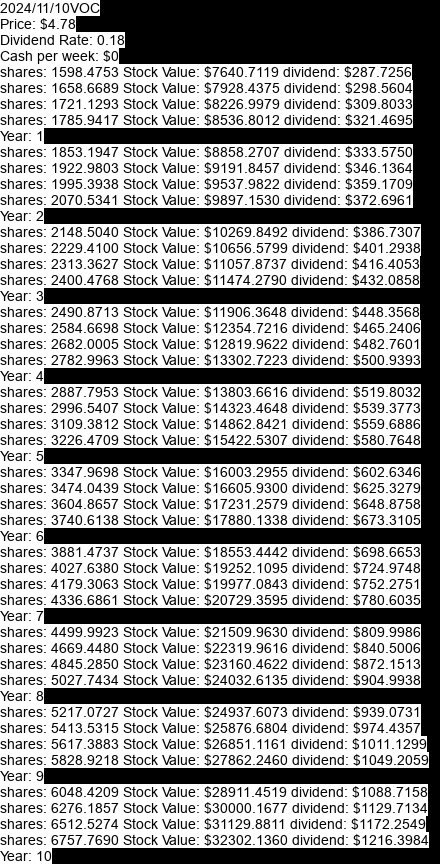 2024/11/10VOC
Price: $4.78
Dividend Rate: 0.18
Cash per week: $0
shares: 1598.4753 Stock Value: $7640.7119 dividend: $287.7256
shares: 1658.6689 Stock Value: $7928.4375 dividend: $298.5604
shares: 1721.1293 Stock Value: $8226.9979 dividend: $309.8033
shares: 1785.9417 Stock Value: $8536.8012 dividend: $321.4695
Year: 1
shares: 1853.1947 Stock Value: $8858.2707 dividend: $333.5750
shares: 1922.9803 Stock Value: $9191.8457 dividend: $346.1364
shares: 1995.3938 Stock Value: $9537.9822 dividend: $359.1709
shares: 2070.5341 Stock Value: $9897.1530 dividend: $372.6961
Year: 2
shares: 2148.5040 Stock Value: $10269.8492 dividend: $386.7307
shares: 2229.4100 Stock Value: $10656.5799 dividend: $401.2938
shares: 2313.3627 Stock Value: $11057.8737 dividend: $416.4053
shares: 2400.4768 Stock Value: $11474.2790 dividend: $432.0858
Year: 3
shares: 2490.8713 Stock Value: $11906.3648 dividend: $448.3568
shares: 2584.6698 Stock Value: $12354.7216 dividend: $465.2406
shares: 2682.0005 Stock Value: $12819.9622 dividend: $482.7601
shares: 2782.9963 Stock Value: $13302.7223 dividend: $500.9393
Year: 4
shares: 2887.7953 Stock Value: $13803.6616 dividend: $519.8032
shares: 2996.5407 Stock Value: $14323.4648 dividend: $539.3773
shares: 3109.3812 Stock Value: $14862.8421 dividend: $559.6886
shares: 3226.4709 Stock Value: $15422.5307 dividend: $580.7648
Year: 5
shares: 3347.9698 Stock Value: $16003.2955 dividend: $602.6346
shares: 3474.0439 Stock Value: $16605.9300 dividend: $625.3279
shares: 3604.8657 Stock Value: $17231.2579 dividend: $648.8758
shares: 3740.6138 Stock Value: $17880.1338 dividend: $673.3105
Year: 6
shares: 3881.4737 Stock Value: $18553.4442 dividend: $698.6653
shares: 4027.6380 Stock Value: $19252.1095 dividend: $724.9748
shares: 4179.3063 Stock Value: $19977.0843 dividend: $752.2751
shares: 4336.6861 Stock Value: $20729.3595 dividend: $780.6035
Year: 7
shares: 4499.9923 Stock Value: $21509.9630 dividend: $809.9986
shares: 4669.4480 Stock Value: $22319.9616 dividend: $840.5006
shares: 4845.2850 Stock Value: $23160.4622 dividend: $872.1513
shares: 5027.7434 Stock Value: $24032.6135 dividend: $904.9938
Year: 8
shares: 5217.0727 Stock Value: $24937.6073 dividend: $939.0731
shares: 5413.5315 Stock Value: $25876.6804 dividend: $974.4357
shares: 5617.3883 Stock Value: $26851.1161 dividend: $1011.1299
shares: 5828.9218 Stock Value: $27862.2460 dividend: $1049.2059
Year: 9
shares: 6048.4209 Stock Value: $28911.4519 dividend: $1088.7158
shares: 6276.1857 Stock Value: $30000.1677 dividend: $1129.7134
shares: 6512.5274 Stock Value: $31129.8811 dividend: $1172.2549
shares: 6757.7690 Stock Value: $32302.1360 dividend: $1216.3984
Year: 10